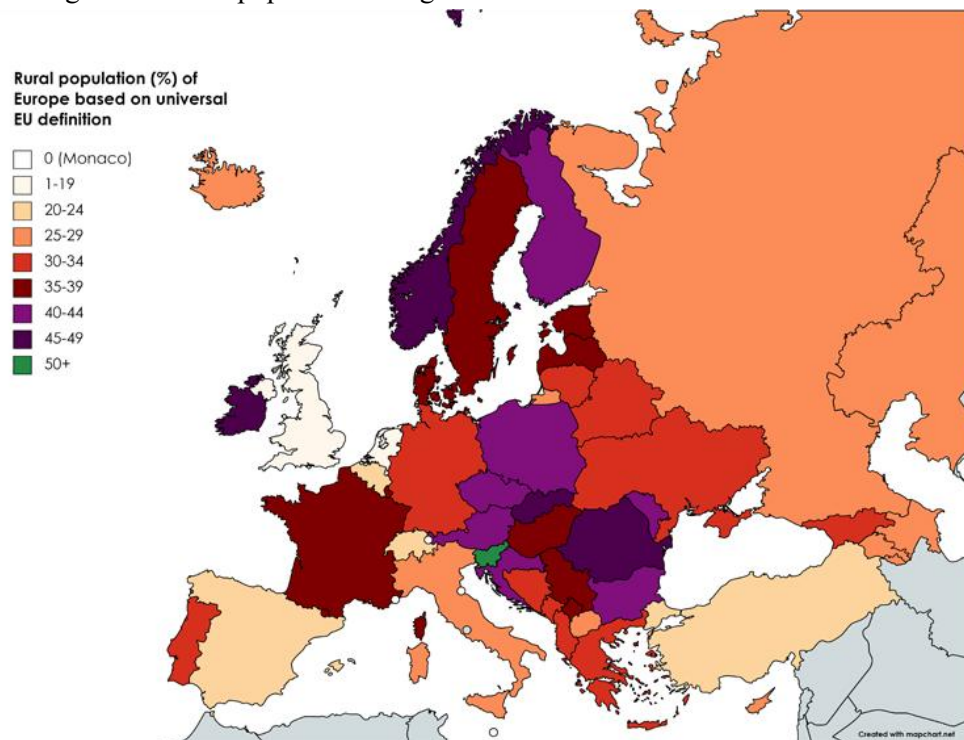 Rural population (%) of
Europe based on universal
EU definition
0 (Monaco)
1-19
20-24
25-29
30-34
35-39
40-44
45-49
50+
Created with mapchart.net